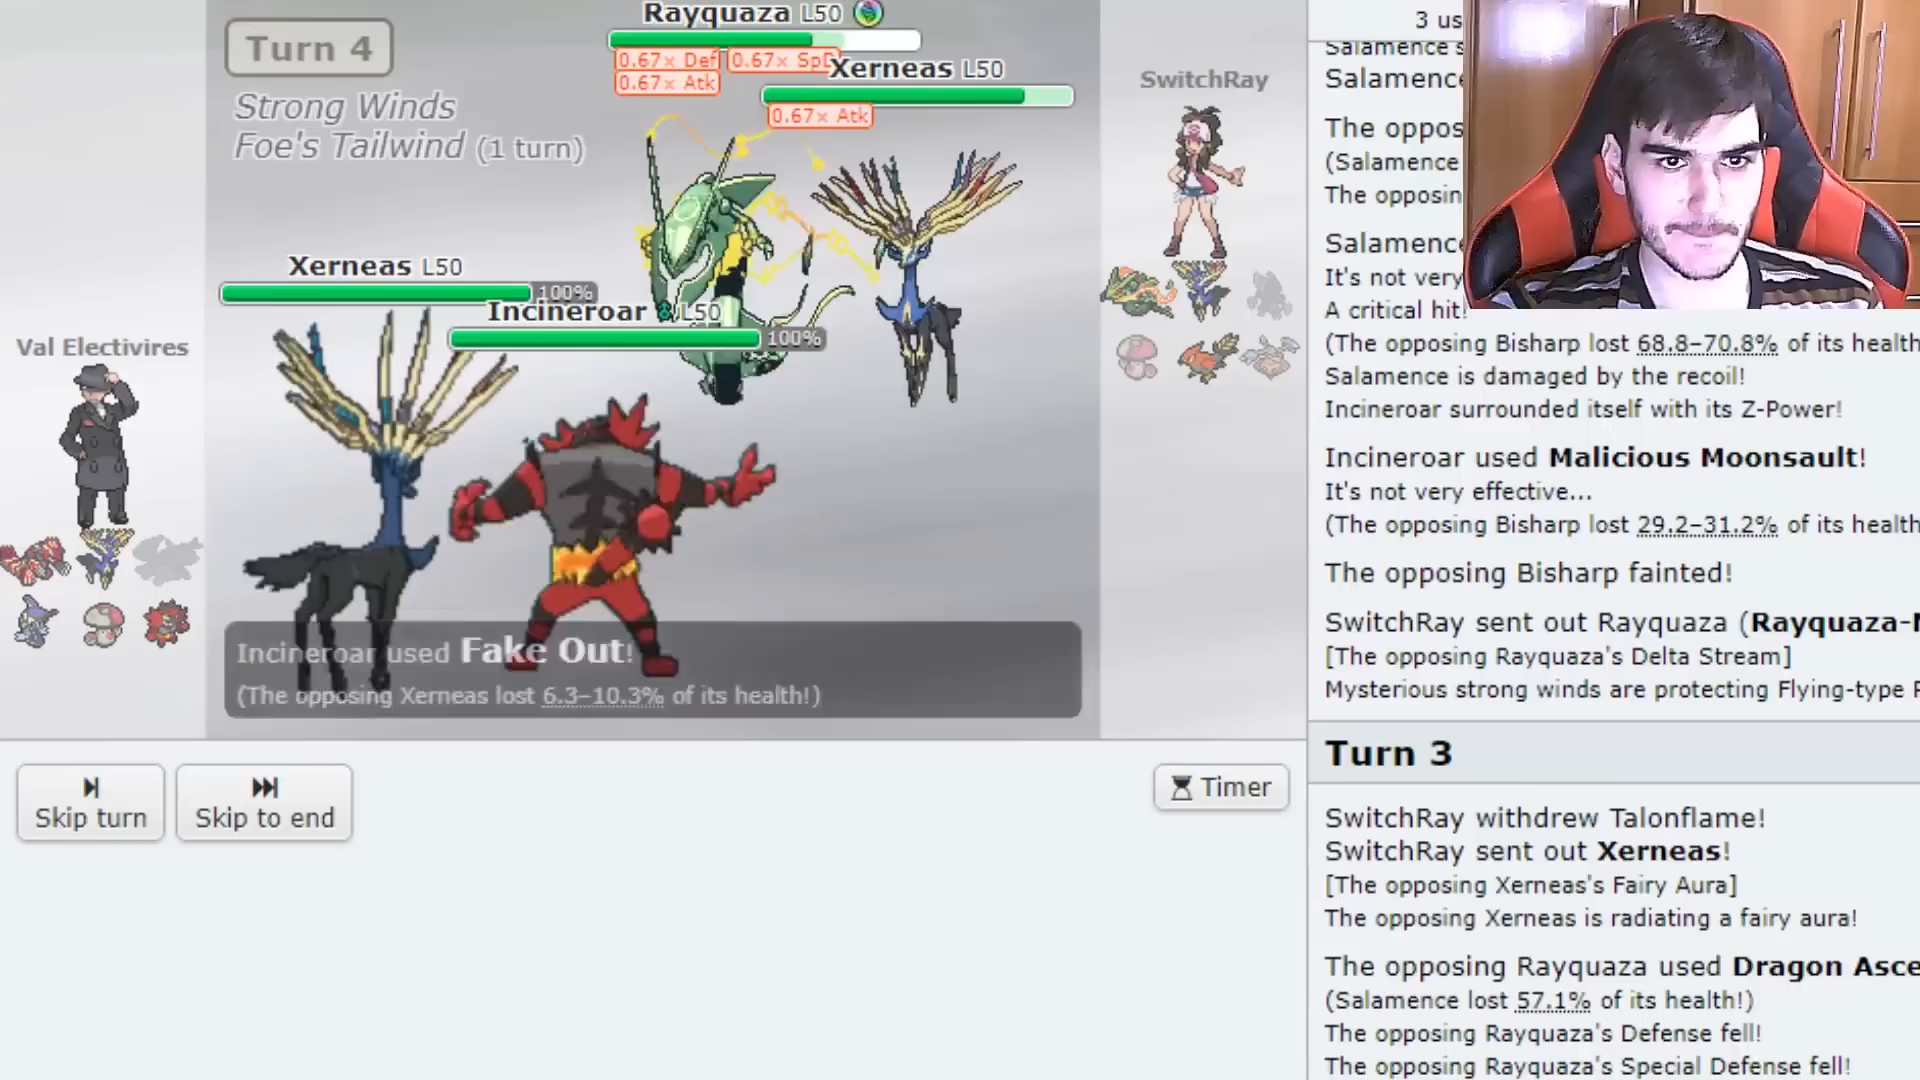 Turn 4
Strong Winds
Foe's Tailwind (1 turn)
Rayquaza L50
0.67× Def 0.67× SpD
0.67× Atk
Xerneas L50
0.67× Atk
Xerneas L50
100%
Incineroar L50
100%
Val Electivires
SwitchRay
Incineroar used Fake Out!
(The opposing Xerneas lost 6.3–10.3% of its health!)
Skip turn
Skip to end
Timer
3 us
Salamence s
Salamence
The oppos
(Salamence
The opposin
Salamence
It's not very
A critical hit!
(The opposing Bisharp lost 68.8–70.8% of its health
Salamence is damaged by the recoil!
Incineroar surrounded itself with its Z-Power!
Incineroar used Malicious Moonsault!
It's not very effective...
(The opposing Bisharp lost 29.2–31.2% of its health
The opposing Bisharp fainted!
SwitchRay sent out Rayquaza (Rayquaza-M
[The opposing Rayquaza's Delta Stream]
Mysterious strong winds are protecting Flying-type P
Turn 3
SwitchRay withdrew Talonflame!
SwitchRay sent out Xerneas!
[The opposing Xerneas's Fairy Aura]
The opposing Xerneas is radiating a fairy aura!
The opposing Rayquaza used Dragon Asce
(Salamence lost 57.1% of its health!)
The opposing Rayquaza's Defense fell!
The opposing Rayquaza's Special Defense fell!